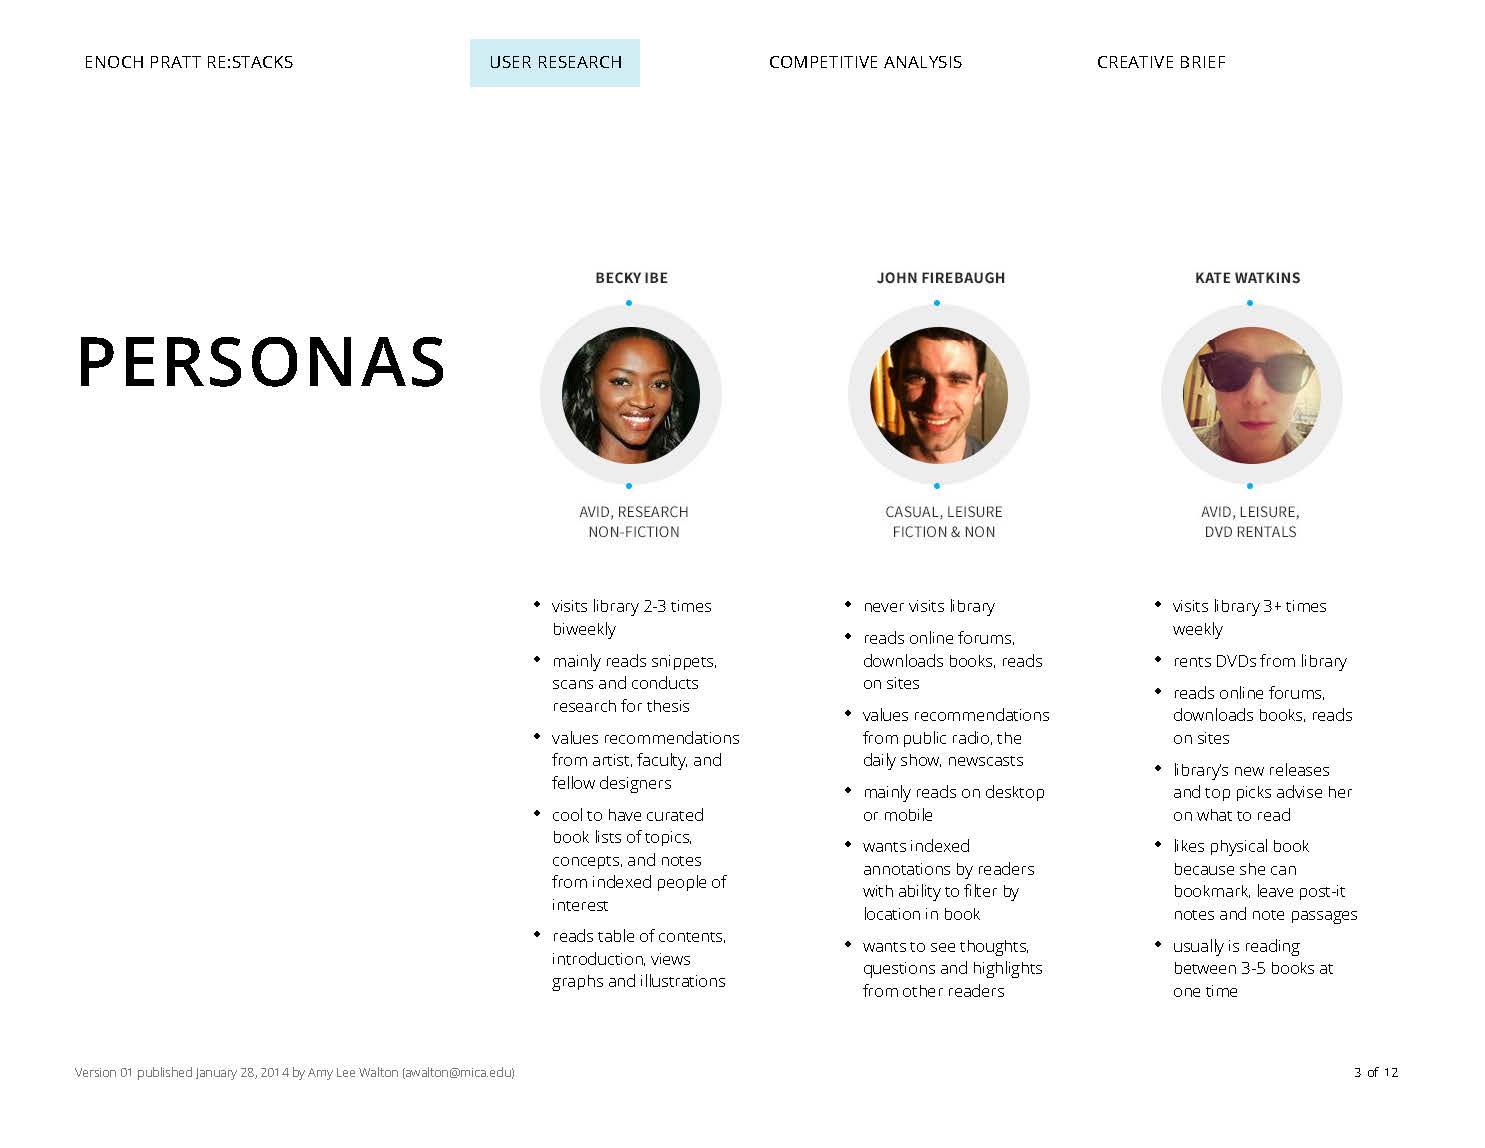 ENOCH PRATT RE:STACKS
USER RESEARCH
COMPETITIVE ANALYSIS
CREATIVE BRIEF
PERSONAS
BECKY IBE
AVID, RESEARCH
NON-FICTION
• visits library 2-3 times
biweekly
• mainly reads snippets,
scans and conducts
research for thesis
• values recommendations
from artist, faculty, and
fellow designers
• cool to have curated
book lists of topics,
concepts, and notes
from indexed people of
interest
• reads table of contents,
introduction, views
graphs and illustrations
JOHN FIREBAUGH
CASUAL, LEISURE
FICTION & NON
• never visits library
• reads online forums,
downloads books, reads
on sites
• values recommendations
from public radio, the
daily show, newscasts
• mainly reads on desktop
or mobile
• wants indexed
annotations by readers
with ability to filter by
location in book
• wants to see thoughts,
questions and highlights
from other readers
KATE WATKINS
AVID, LEISURE,
DVD RENTALS
• visits library 3+ times
weekly
• rents DVDs from library
• reads online forums,
downloads books, reads
on sites
• library's new releases
and top picks advise her
on what to read
• likes physical book
because she can
bookmark, leave post-it
notes and note passages
• usually is reading
between 3-5 books at
one time
Version 01 published January 28, 2014 by Amy Lee Walton (awalton@mica.edu)
3 of 12